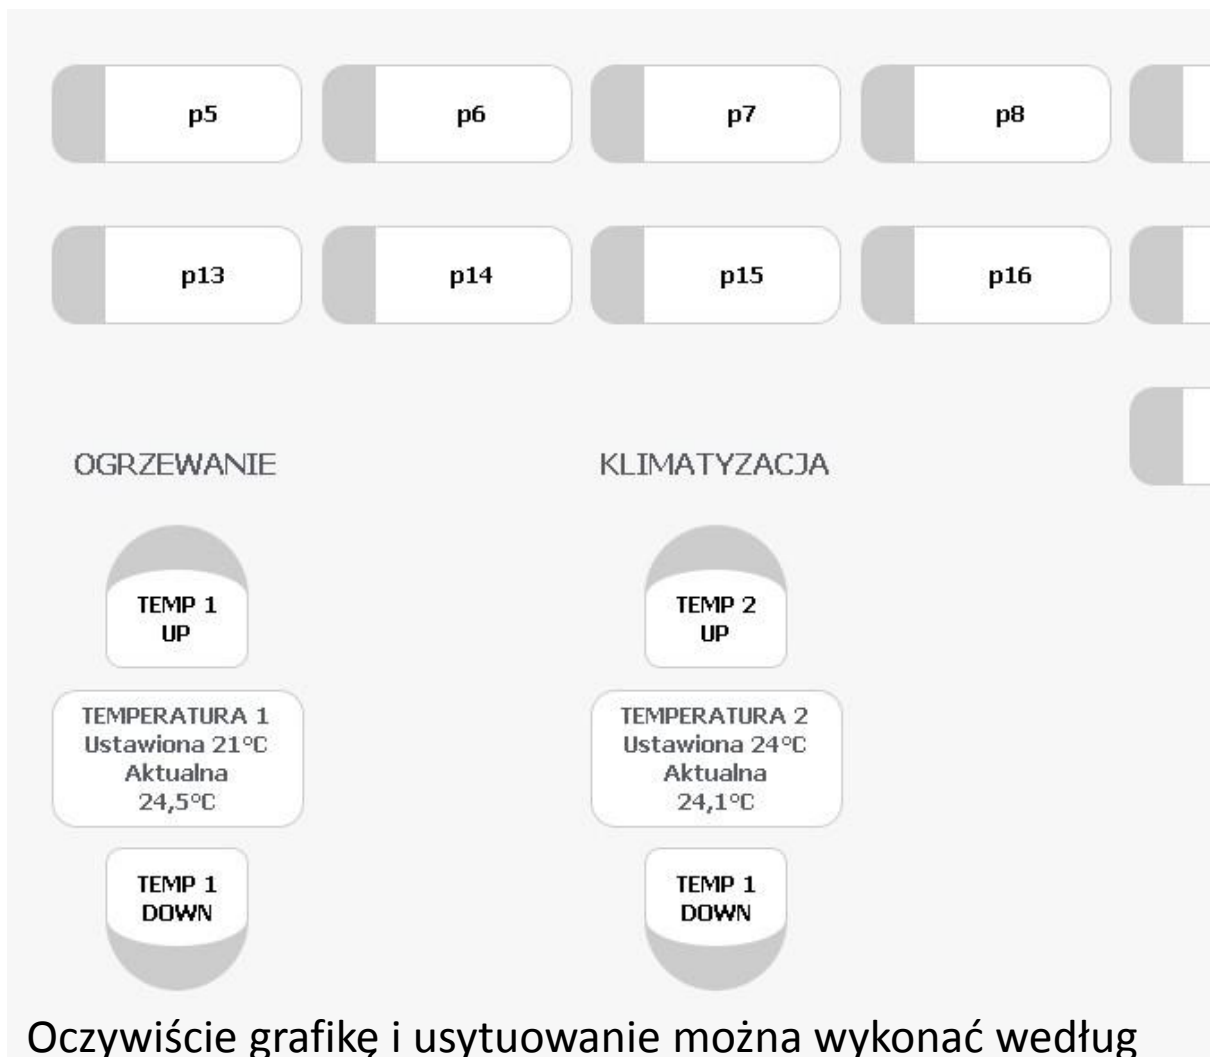 p5 p6 p7 p8
p13 p14 p15 p16
OGRZEWANIE KLIMATYZACJA
TEMP 1 TEMP 2
UP UP
TEMPERATURA 1 TEMPERATURA 2
Ustawiona 21°C Ustawiona 24°C
Aktualna Aktualna
24,5°C 24,1°C
TEMP 1 TEMP 1
DOWN DOWN
Oczywiście grafikę i usytuowanie można wykonać według